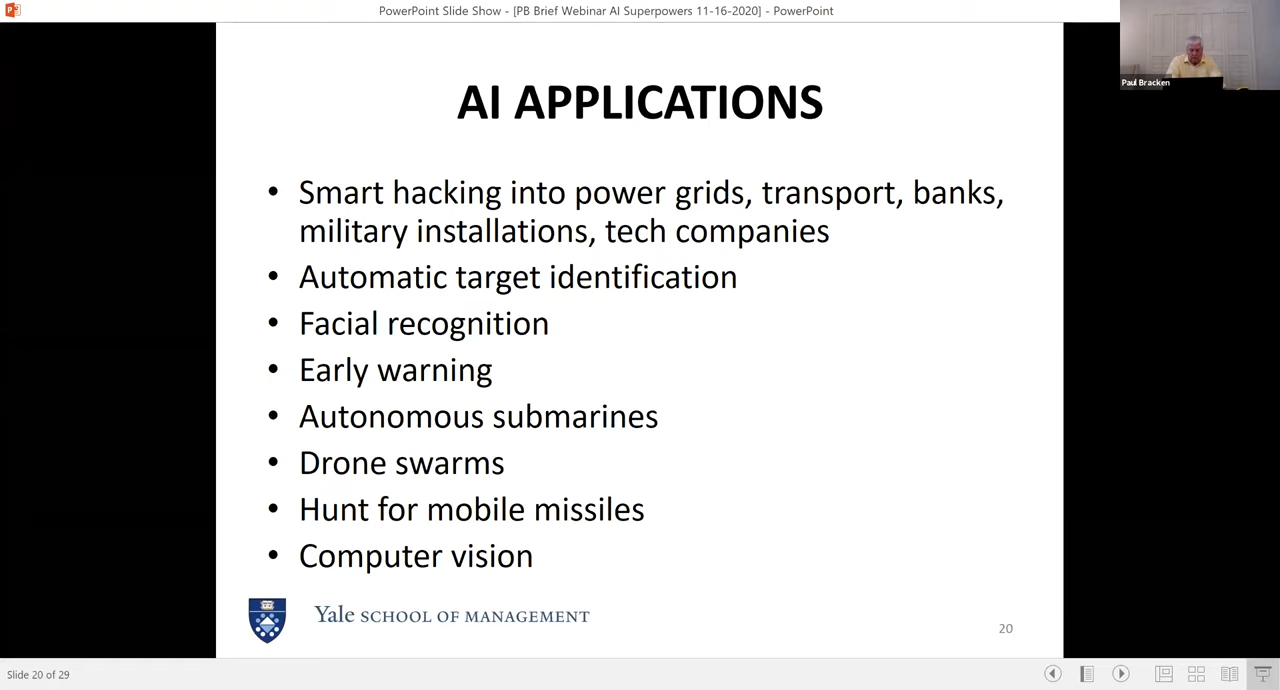 PowerPoint Slide Show - [PB Brief Webinar AI Superpowers 11-16-2020] - PowerPoint
Paul Bracken
AI APPLICATIONS
• Smart hacking into power grids, transport, banks,
military installations, tech companies
• Automatic target identification
• Facial recognition
• Early warning
• Autonomous submarines
• Drone swarms
• Hunt for mobile missiles
• Computer vision
Yale SCHOOL OF MANAGEMENT
20
Slide 20 of 29